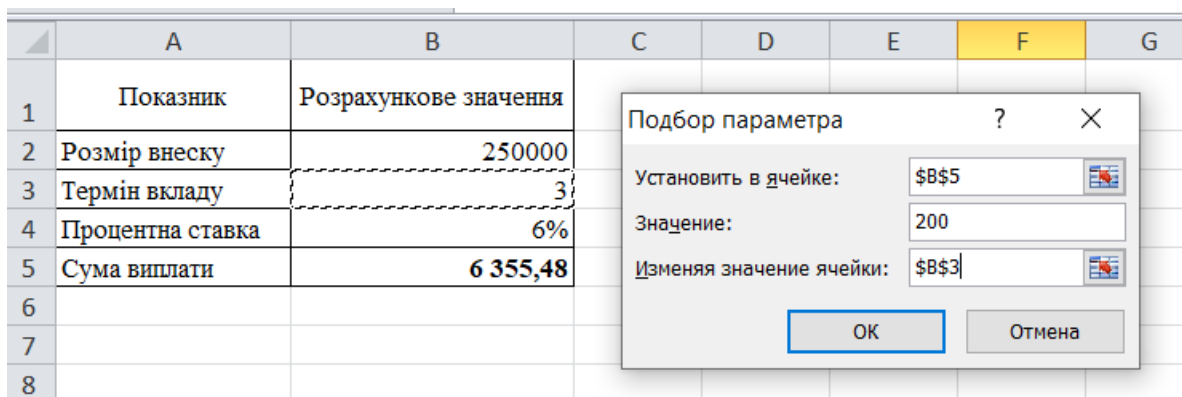 A B C D E F G
1 Показник Розрахункове значення
2 Розмір внеску 250000
3 Термін вкладу 3
4 Процентна ставка 6%
5 Сума виплати 6 355,48
6
7
8
Подбор параметра ? ×
Установить в ячейке: $B$5
Значение: 200
Изменяя значение ячейки: $B$3
ОК Отмена